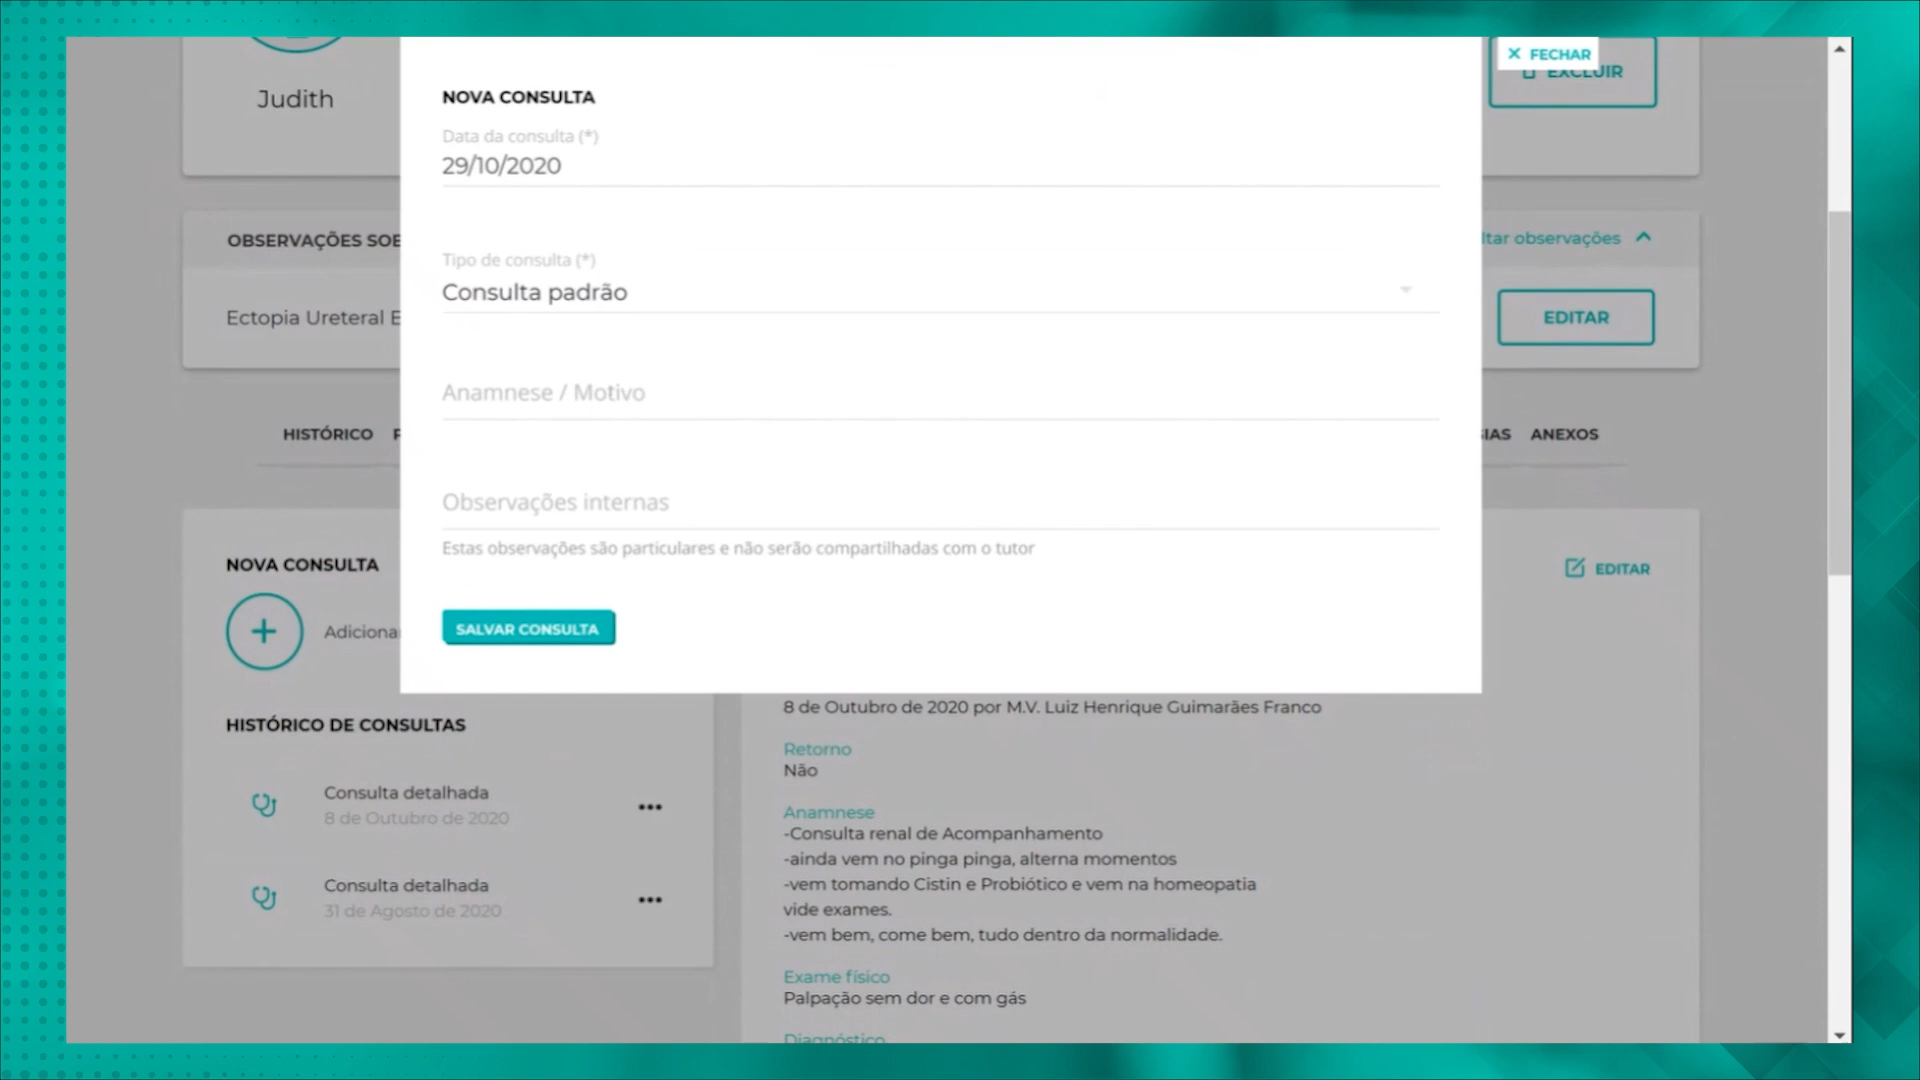 FECHAR
EXCLUIR
Judith
NOVA CONSULTA
Data da consulta (*)
29/10/2020
OBSERVAÇÕES
ltar observações
Tipo de consulta (*)
Consulta padrão
Ectopia Ureteral E
EDITAR
Anamnese / Motivo
HISTÓRICO
ANEXOS
Observações internas
Estas observações são particulares e não serão compartilhadas com o tutor
NOVA CONSULTA
EDITAR
Adiciona
SALVAR CONSULTA
HISTÓRICO DE CONSULTAS
Consulta detalhada
8 de Outubro de 2020
Consulta detalhada
31 de Agosto de 2020
8 de Outubro de 2020 por M.V. Luiz Henrique Guimarães Franco
Retorno
Não
Anamnese
-Consulta renal de Acompanhamento
-ainda vem no pinga pinga, alterna momentos
-vem tomando Cistin e Probiótico e vem na homeopatia
vide exames.
-vem bem, come bem, tudo dentro da normalidade.
Exame físico
Palpação sem dor e com gás
Diagnóstico